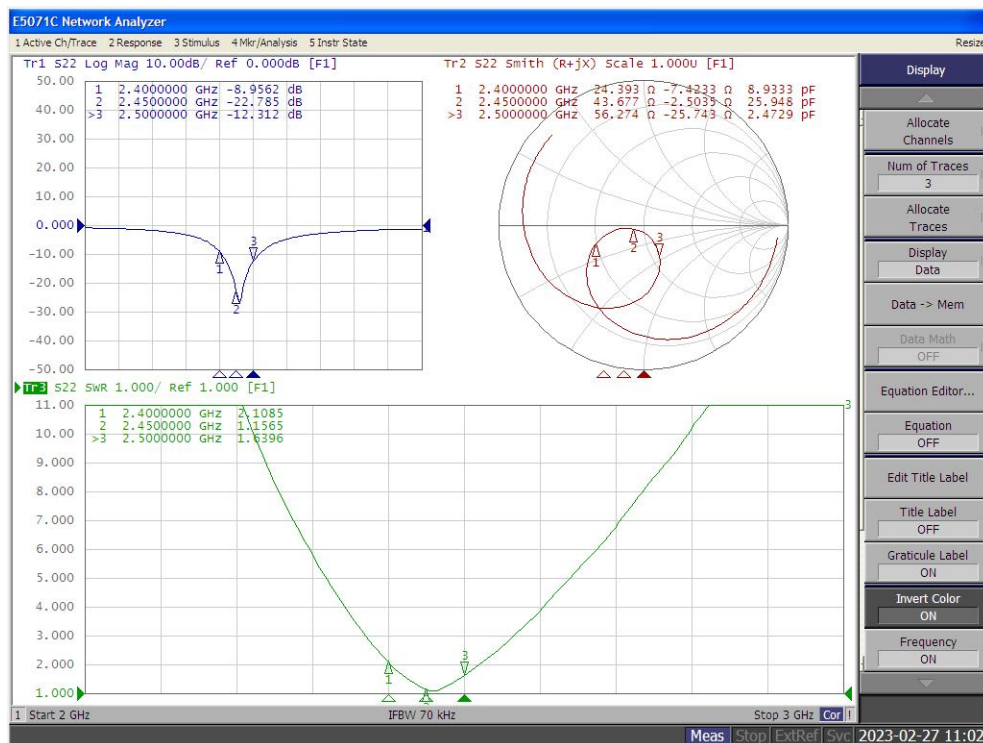 E5071C Network Analyzer
1 Active Ch/Trace 2 Response 3 Stimulus 4 Mkr/Analysis 5 Instr State
Resize
Tr1 S22 Log Mag 10.00dB/ Ref 0.000dB [F1]
50.00
40.00
30.00
20.00
10.00
0.000
-10.00
-20.00
-30.00
-40.00
-50.00
1 2.4000000 GHz -8.9562 dB
2 2.4500000 GHz -22.785 dB
>3 2.5000000 GHz -12.312 dB
1
2
3
Tr2 S22 Smith (R+jX) Scale 1.000U [F1]
1 2.4000000 GHz 24.393 Ω -7.4233 Ω 8.9333 pF
2 2.4500000 GHz 43.677 Ω -2.5035 Ω 25.948 pF
>3 2.5000000 GHz 56.274 Ω -25.743 Ω 2.4729 pF
1
2
3
Tr3 S22 SWR 1.000/ Ref 1.000 [F1]
11.00
10.00
9.000
8.000
7.000
6.000
5.000
4.000
3.000
2.000
1.000
1 2.4000000 GHz 2.1085
2 2.4500000 GHz 1.1565
>3 2.5000000 GHz 1.6396
1
3
3
1 Start 2 GHz
IFBW 70 kHz
Stop 3 GHz Cor !
Display
Allocate
Channels
Num of Traces
3
Allocate
Traces
Display
Data
Data -> Mem
Data Math
OFF
Equation Editor...
Equation
OFF
Edit Title Label
Title Label
OFF
Graticule Label
ON
Invert Color
ON
Frequency
ON
Meas Stop ExtRef Svc 2023-02-27 11:02